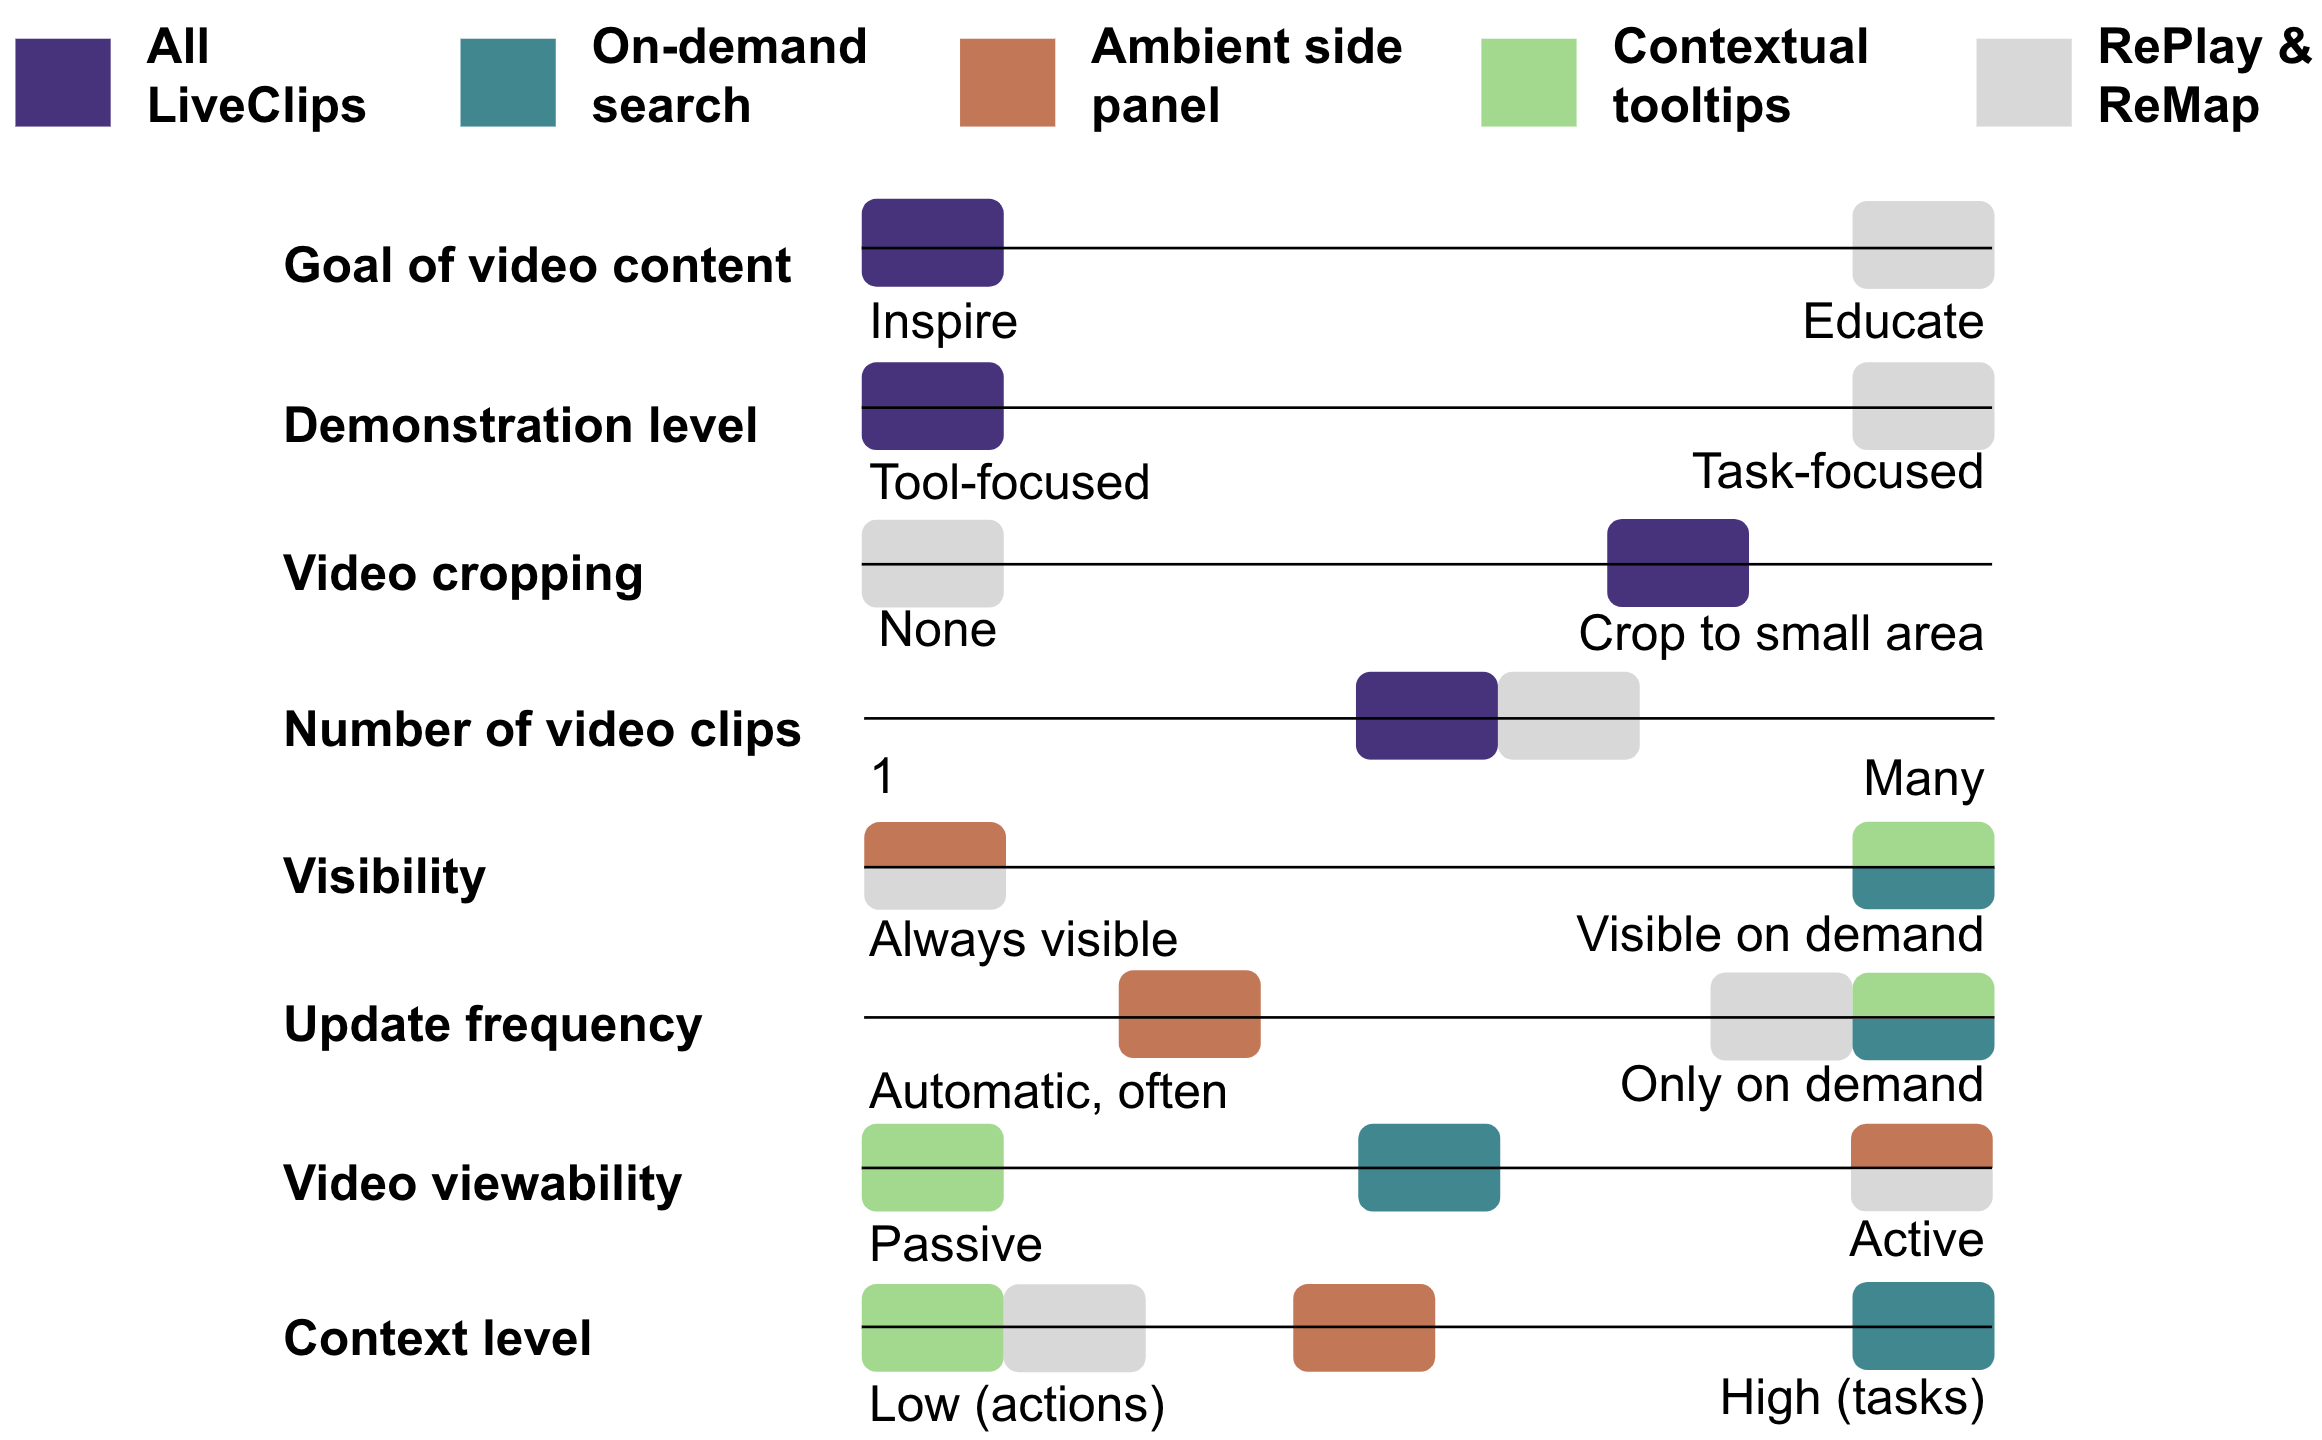 All
LiveClips
On-demand
search
Ambient side
panel
Contextual
tooltips
RePlay &
ReMap
Goal of video content
Inspire
Educate
Demonstration level
Tool-focused
Task-focused
Video cropping
None
Crop to small area
Number of video clips
1
Many
Visibility
Always visible
Visible on demand
Update frequency
Automatic, often
Only on demand
Video viewability
Passive
Active
Context level
Low (actions)
High (tasks)